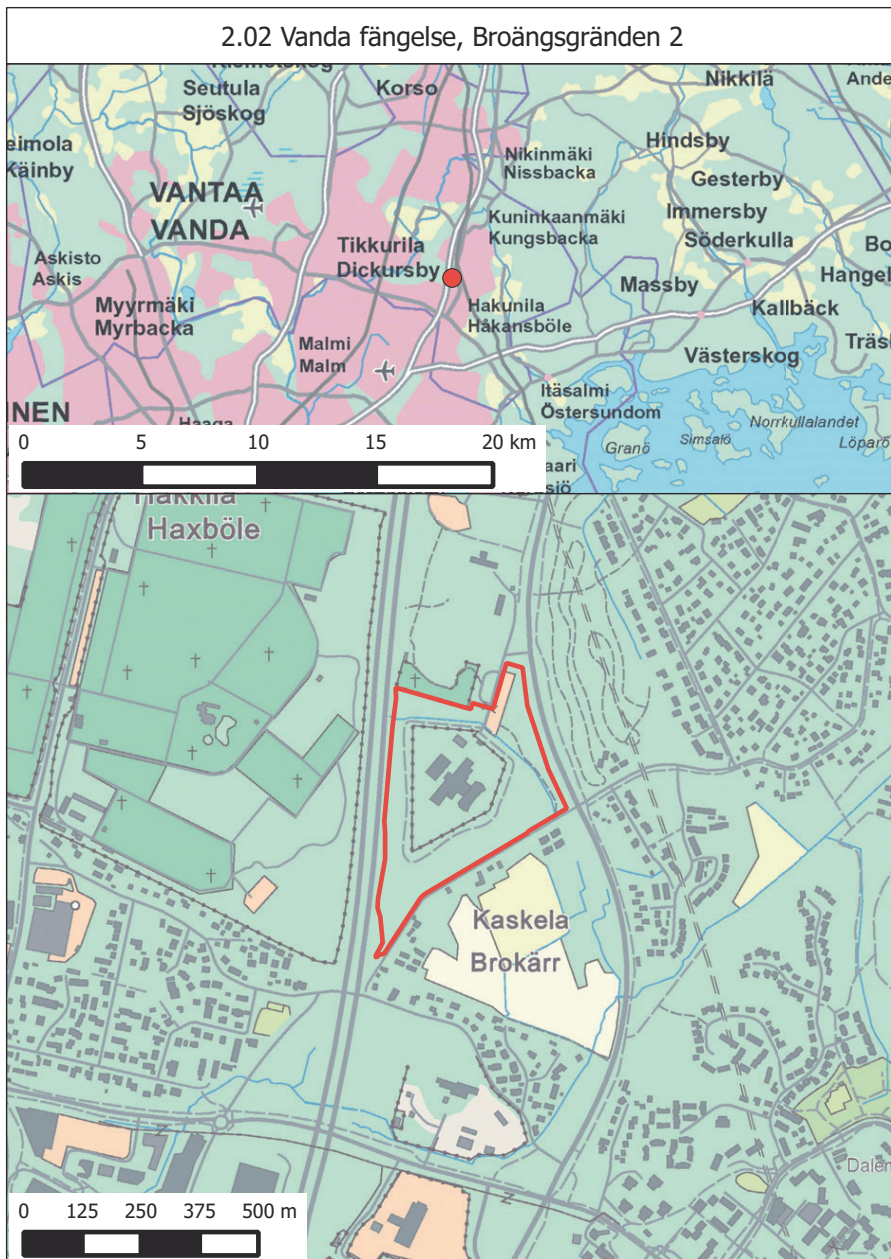 2.02 Vanda fängelse, Broängsgränden 2
Seutula
Sjöskog
Korso
Nikkilä
Hindsby
Käinby
Nikinmäki
Nissbacka
Gesterby
VANTAA
VANDA
Kuninkaanmäki
Kungsbacka
Immersby
Söderkulla
Askisto
Askis
Tikkurila
Dickursby
Massby
Myyrmäki
Myrbacka
Hakunila
Håkansböle
Kallbäck
Malmi
Malm
Västerskog
Itäsalmi
Östersundom
Norrkullalandet
Granö
Simsalö
Löparö
0 5 10 15 20 km
Hakkila
Haxböle
Kaskela
Brokärr
0 125 250 375 500 m